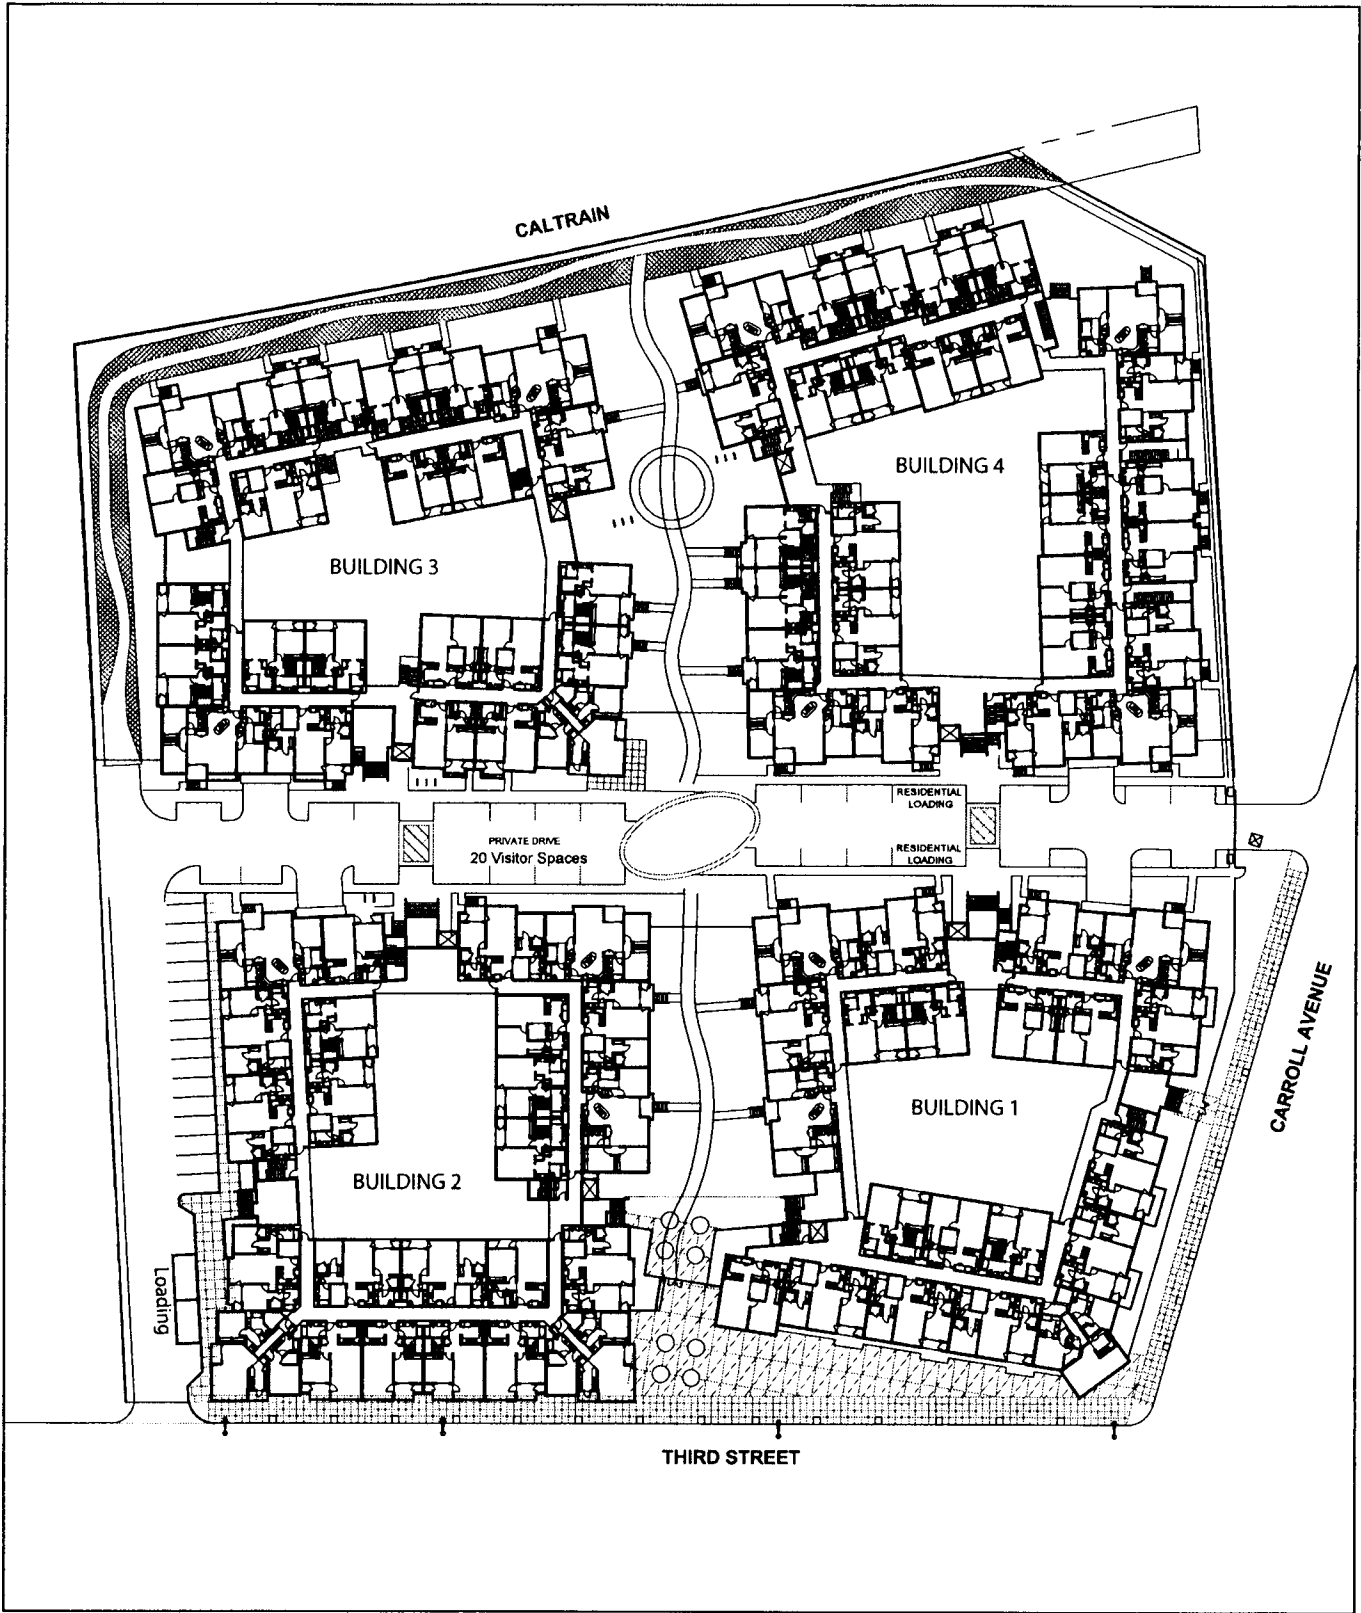 CALTRAIN
BUILDING 4
BUILDING 3
RESIDENTIAL
LOADING
PRIVATE DRIVE
20 Visitor Spaces
RESIDENTIAL
LOADING
CARROLL AVENUE
BUILDING 1
BUILDING 2
Loading
THIRD STREET